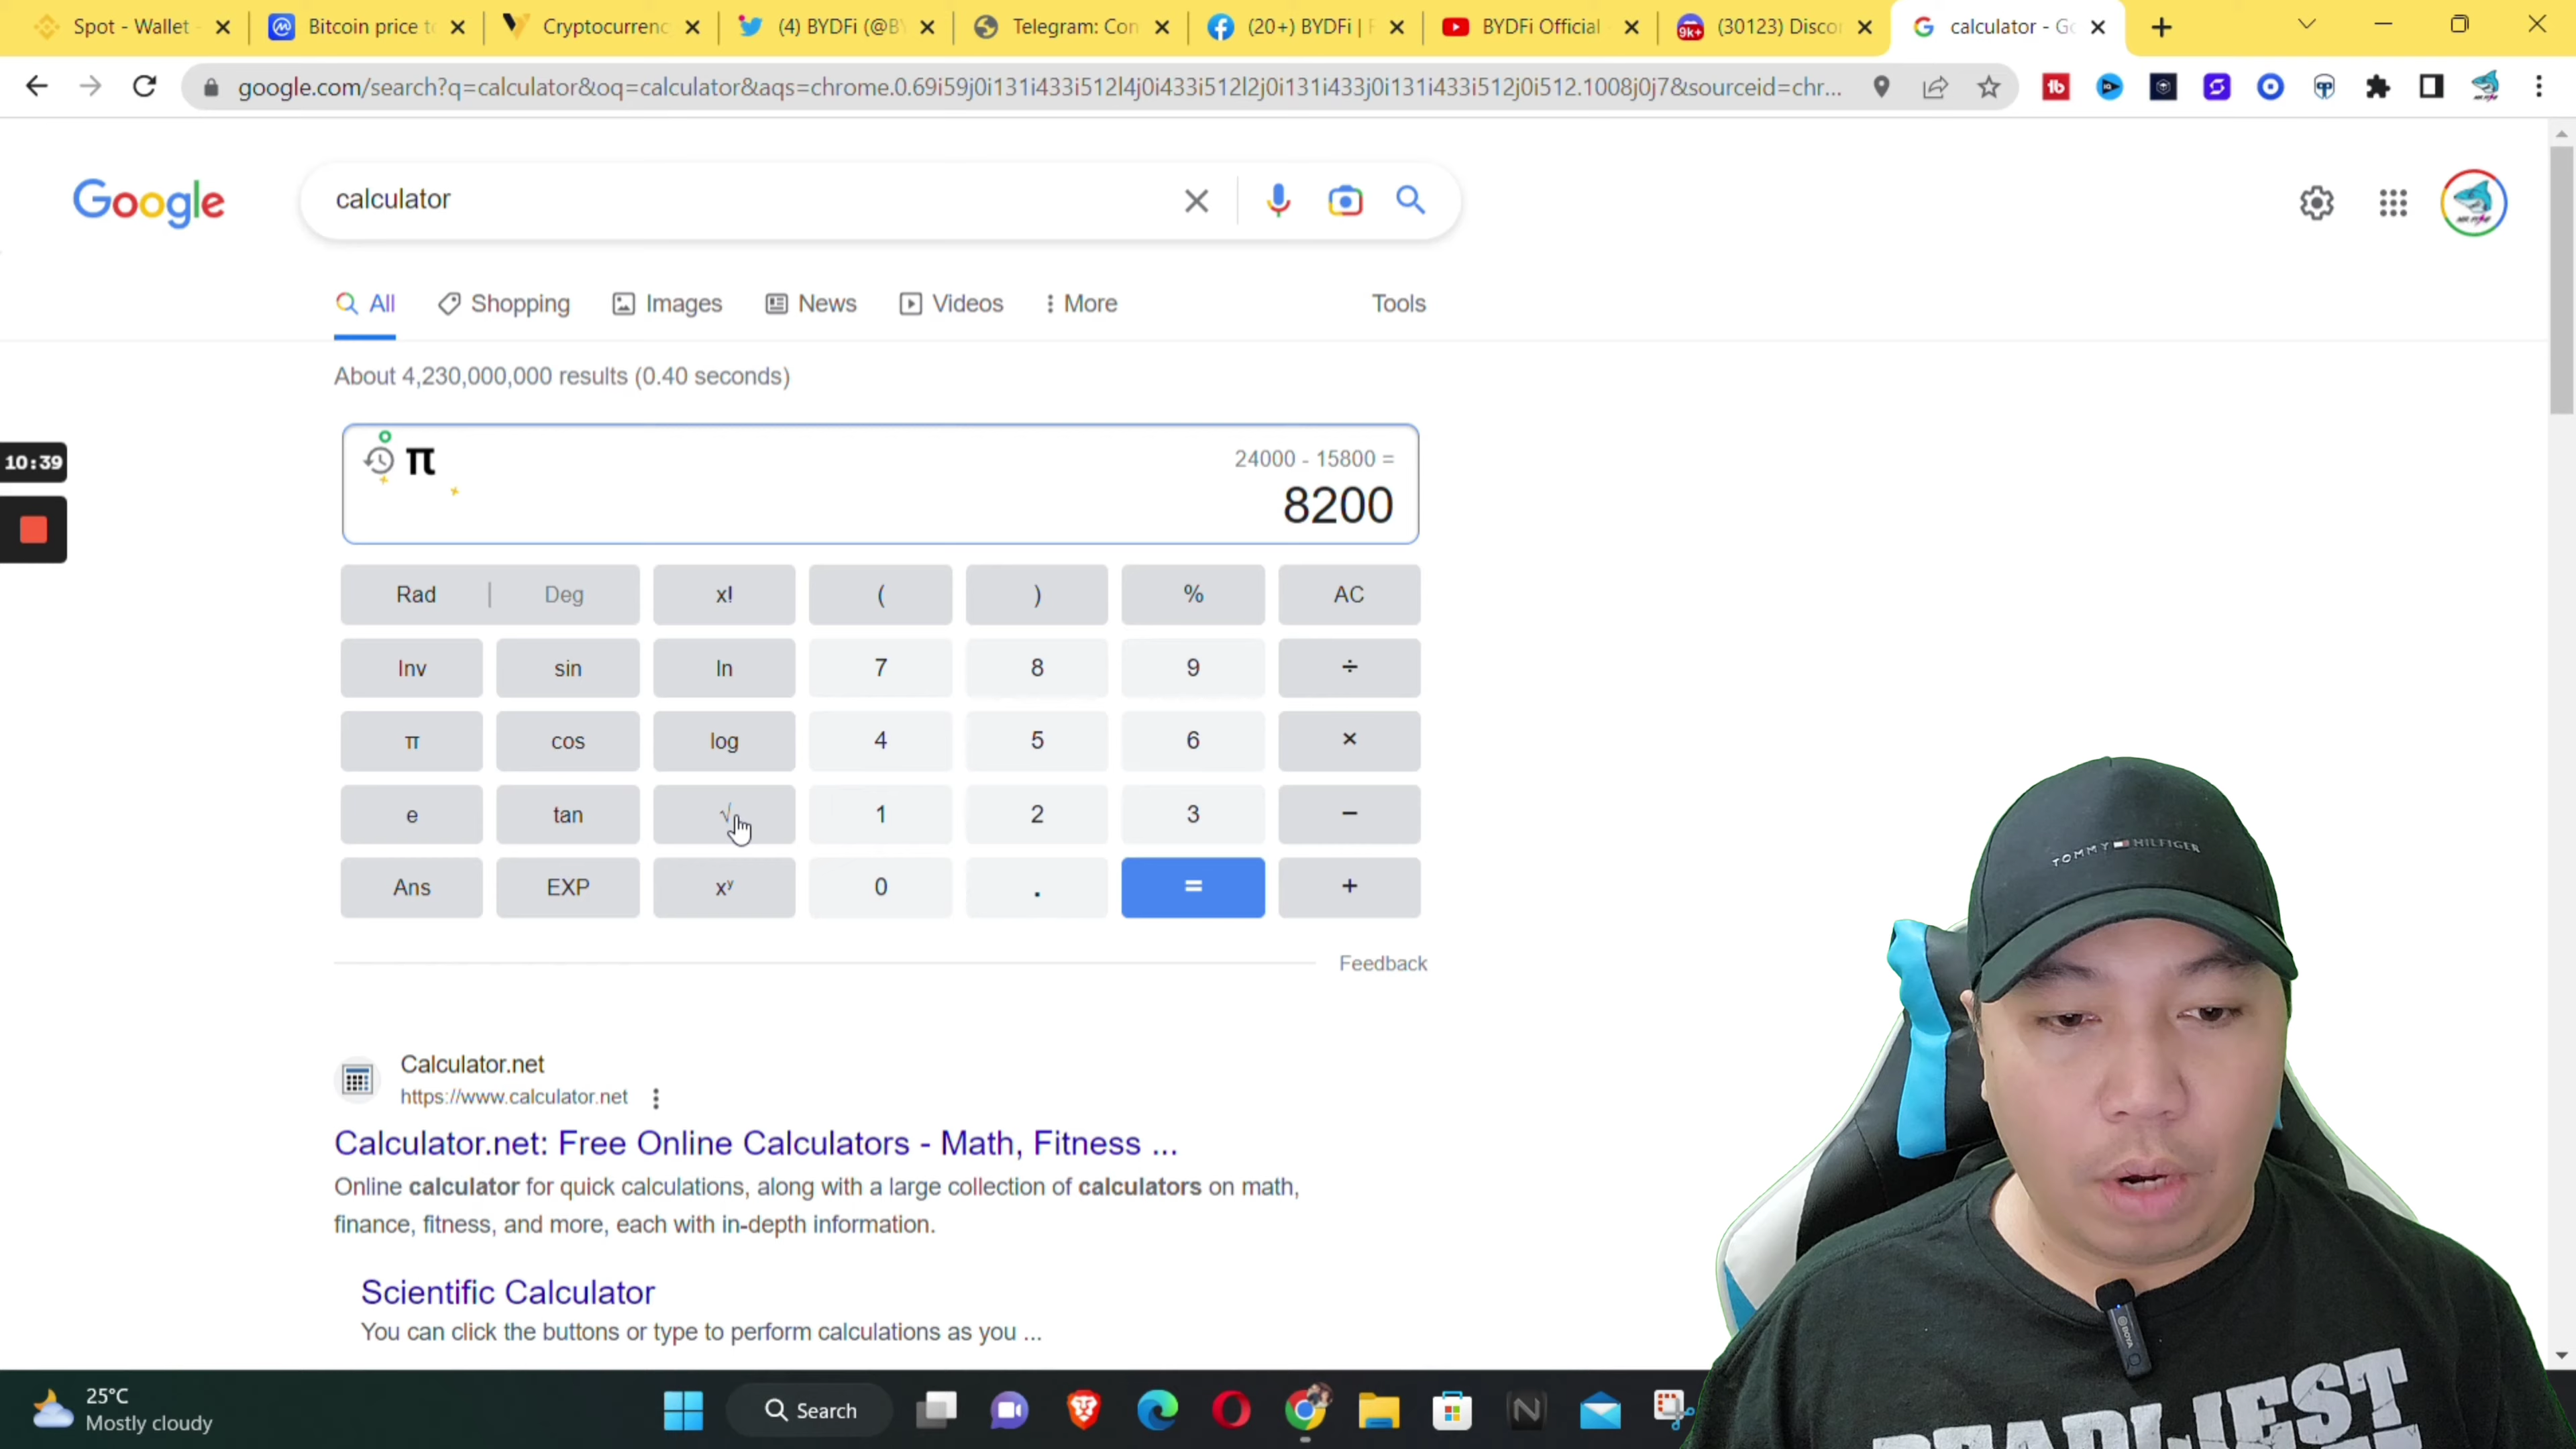 Spot - Wallet
Bitcoin price to
Cryptocurrenc
(4) BYDFi (@BY
Telegram: Con
(20+) BYDFi | F
BYDFi Official
(30123) Discor
calculator - Go
google.com/search?q=calculator&oq=calculator&aqs=chrome.0.69i59j0i131i433i512l4j0i433i512l2j0i131i433j0i131i433i512j0i512.1008j0j7&sourceid=chr...
Google
calculator
All
Shopping
Images
News
Videos
More
Tools
About 4,230,000,000 results (0.40 seconds)
10:39
π
24000 - 15800 =
8200
Rad | Deg
x!
(
)
%
AC
Inv
sin
ln
7
8
9
÷
π
cos
log
4
5
6
×
e
tan
√
1
2
3
−
Ans
EXP
xʸ
0
.
=
+
Feedback
Calculator.net
https://www.calculator.net
Calculator.net: Free Online Calculators - Math, Fitness ...
Online calculator for quick calculations, along with a large collection of calculators on math,
finance, fitness, and more, each with in-depth information.
Scientific Calculator
You can click the buttons or type to perform calculations as you ...
TOMMY HILFIGER
BOYA
DEADLIEST
25°C
Mostly cloudy
Search